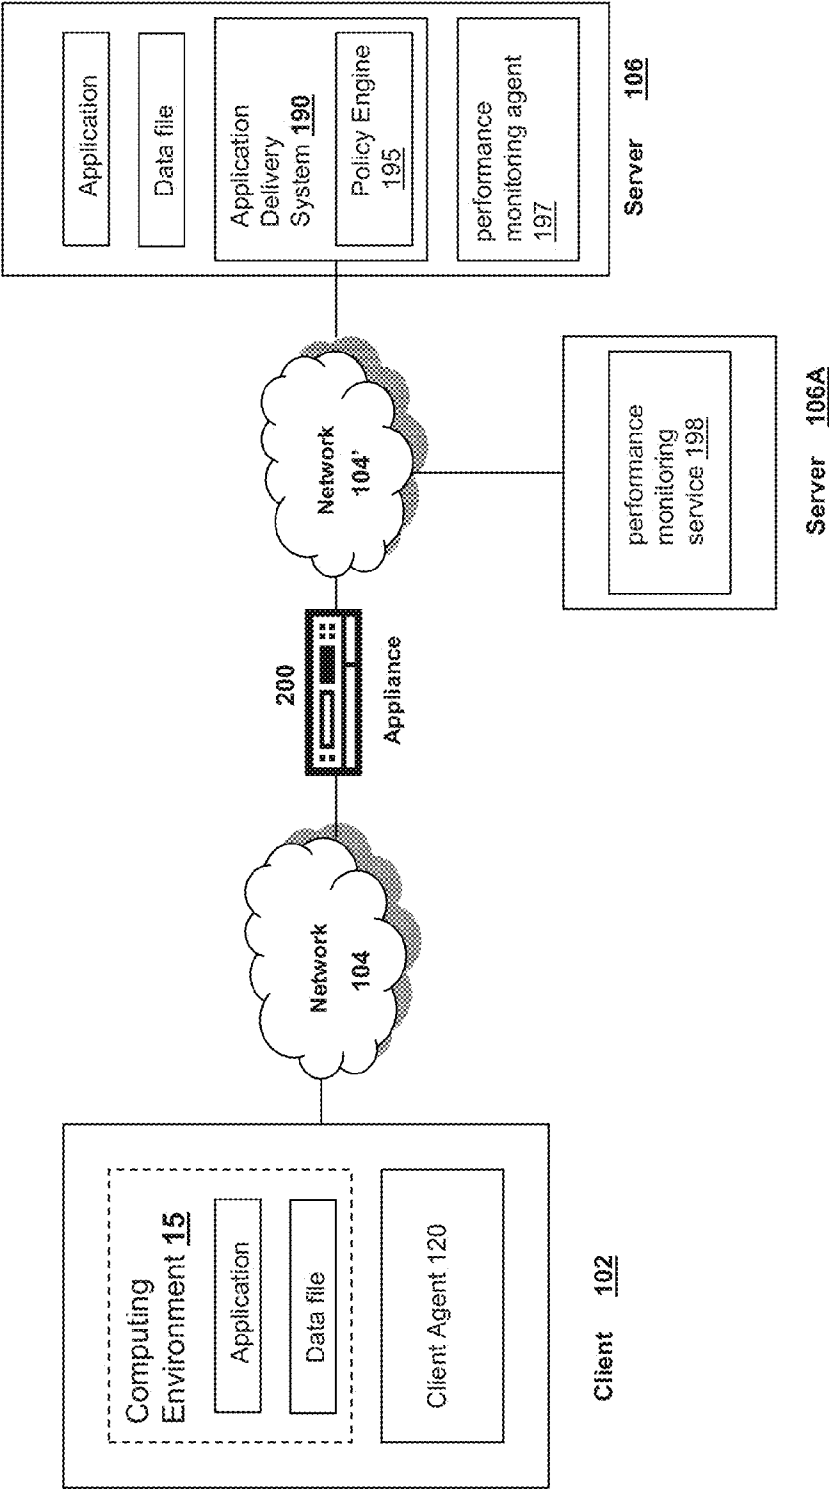 Computing
Environment 15
Application
Data file
Client Agent 120
Client 102
Network
104
200
Appliance
Network
104'
Application
Data file
Application
Delivery
System 190
Policy Engine
195
performance
monitoring agent
197
Server 106
performance
monitoring
service 198
Server 106A